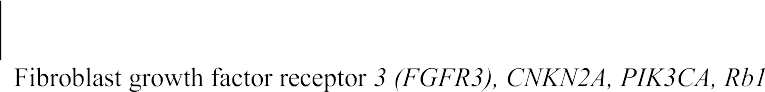 Fibroblast growth factor receptor 3 (FGFR3), CNKN2A, PIK3CA, Rb1